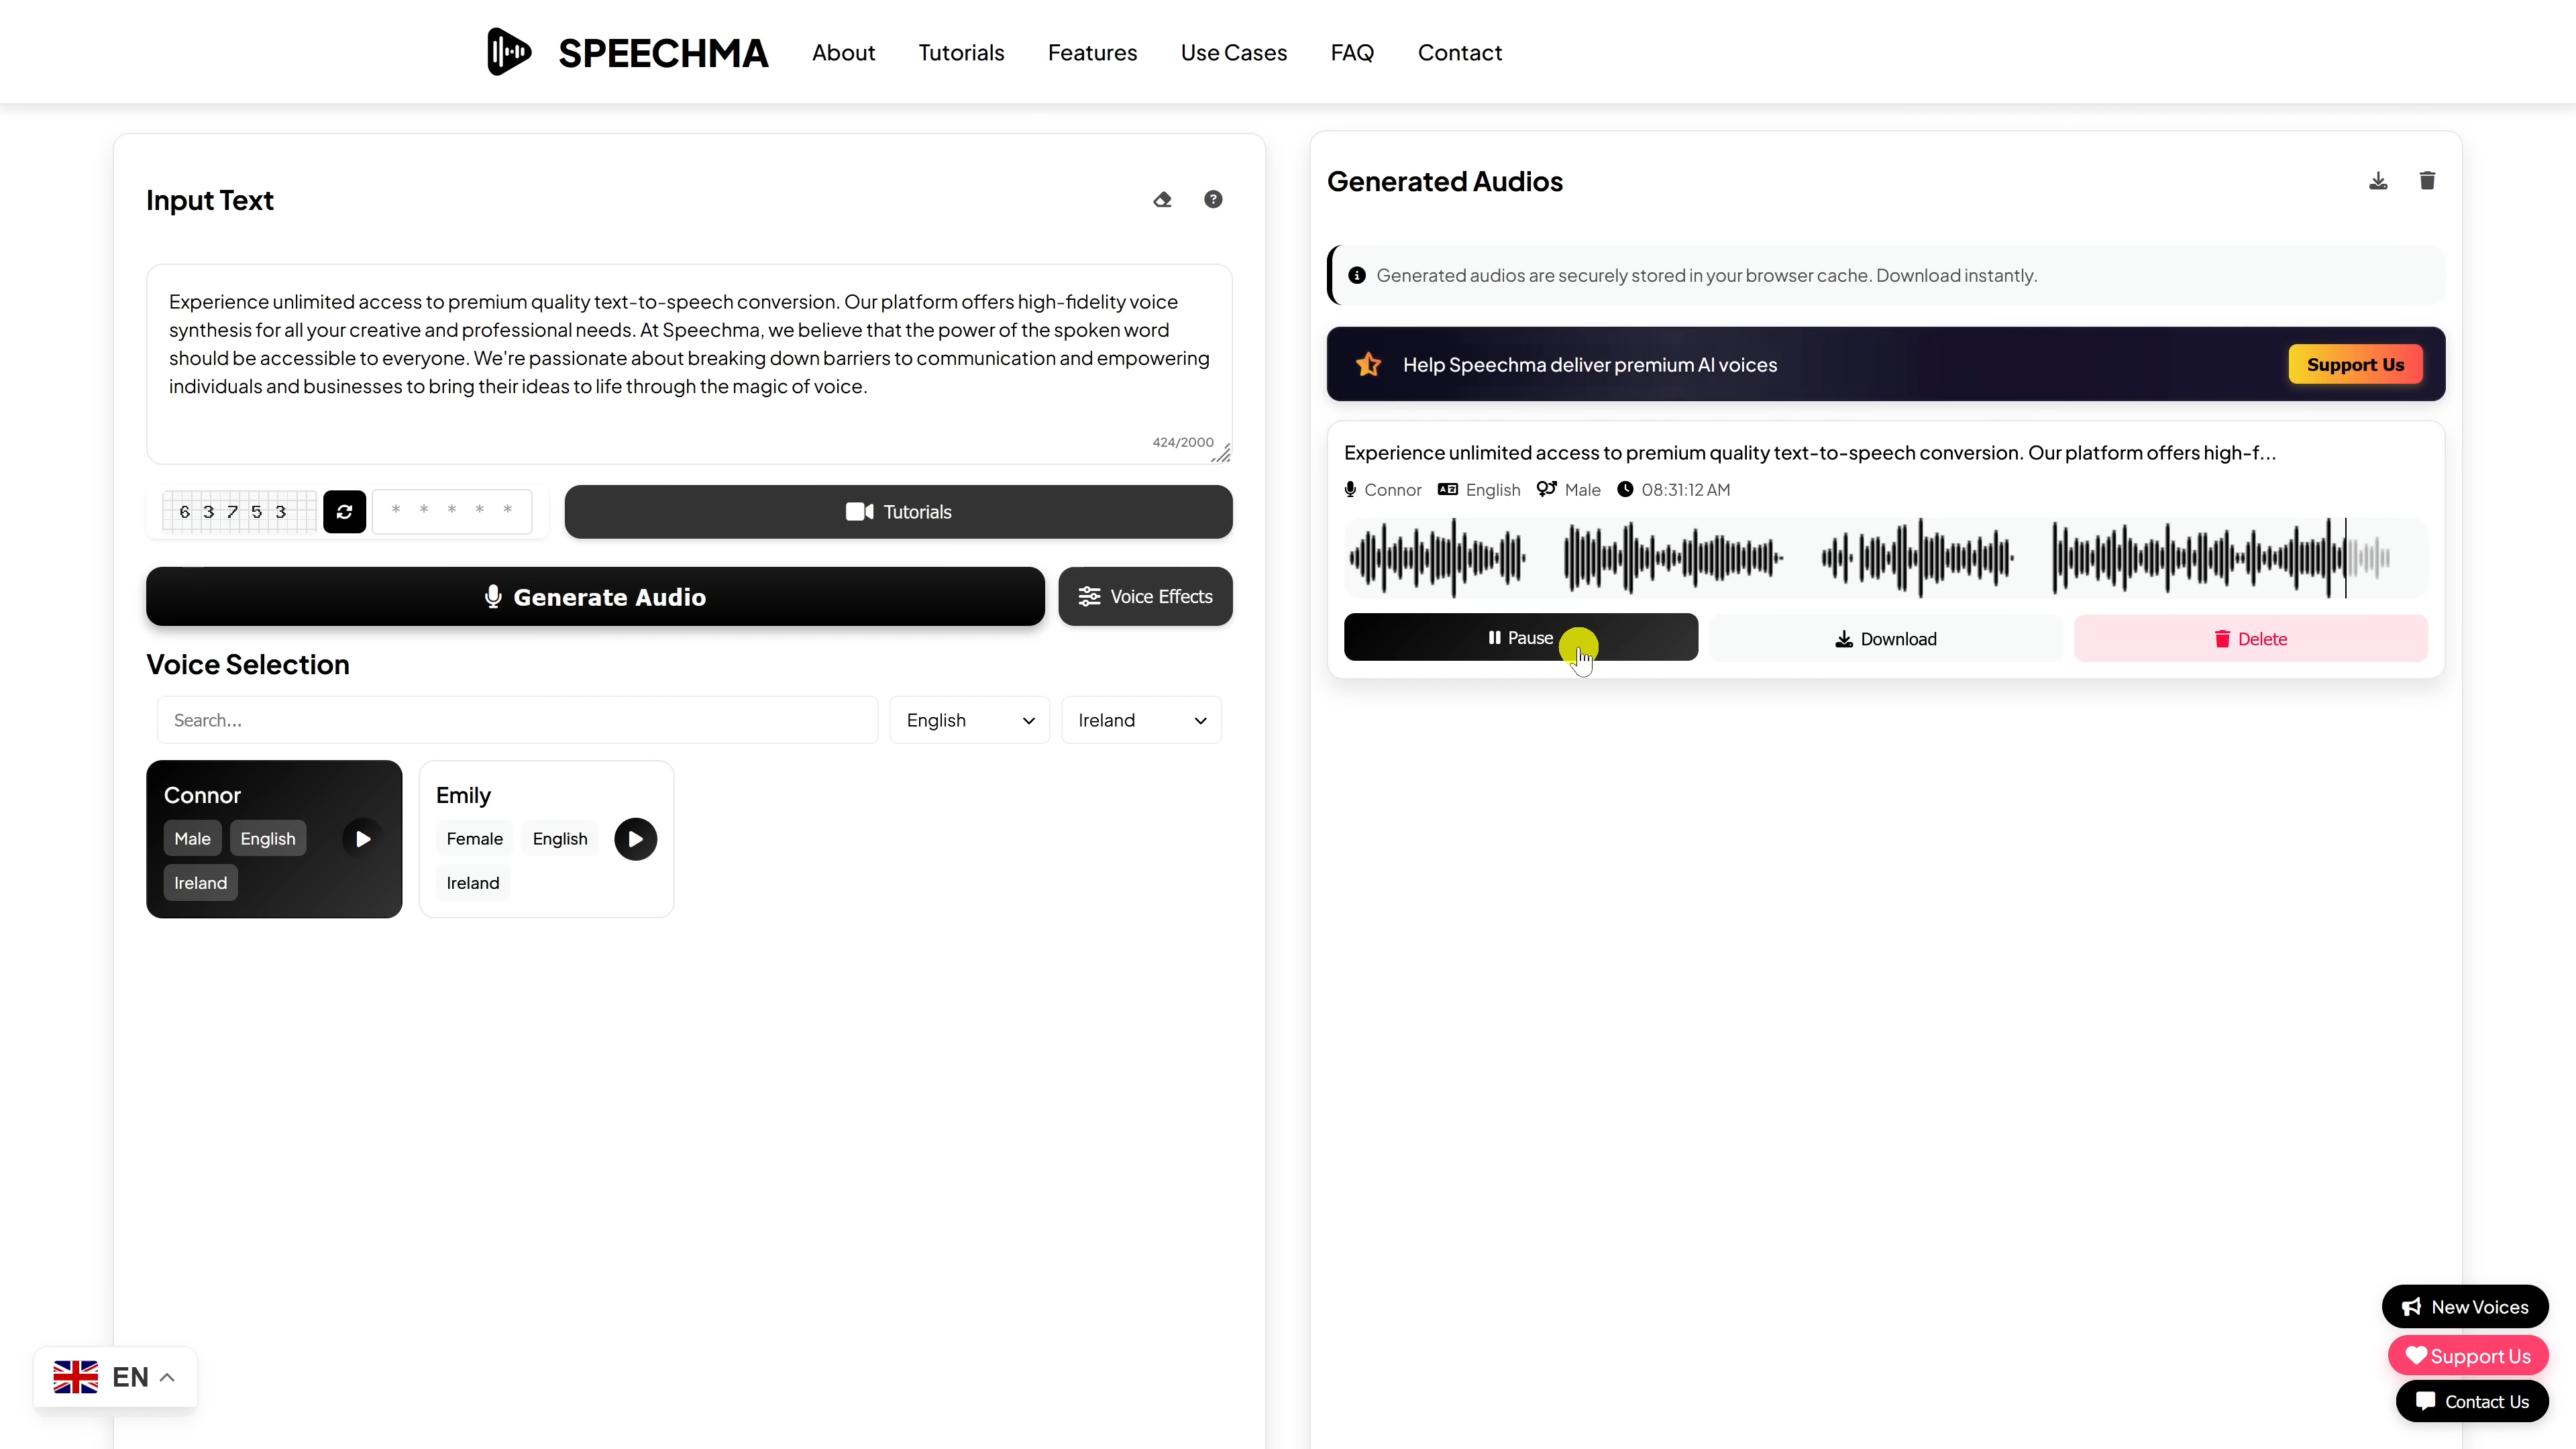 SPEECHMA
About
Tutorials
Features
Use Cases
FAQ
Contact
Input Text
Experience unlimited access to premium quality text-to-speech conversion. Our platform offers high-fidelity voice
synthesis for all your creative and professional needs. At Speechma, we believe that the power of the spoken word
should be accessible to everyone. We're passionate about breaking down barriers to communication and empowering
individuals and businesses to bring their ideas to life through the magic of voice.
424/2000
6 3 7 5 3
* * * * *
Tutorials
Generate Audio
Voice Effects
Voice Selection
Search...
English
Ireland
Connor
Male
English
Ireland
Emily
Female
English
Ireland
Generated Audios
Generated audios are securely stored in your browser cache. Download instantly.
Help Speechma deliver premium AI voices
Support Us
Experience unlimited access to premium quality text-to-speech conversion. Our platform offers high-f...
Connor
English
Male
08:31:12 AM
Pause
Download
Delete
New Voices
Support Us
Contact Us
EN